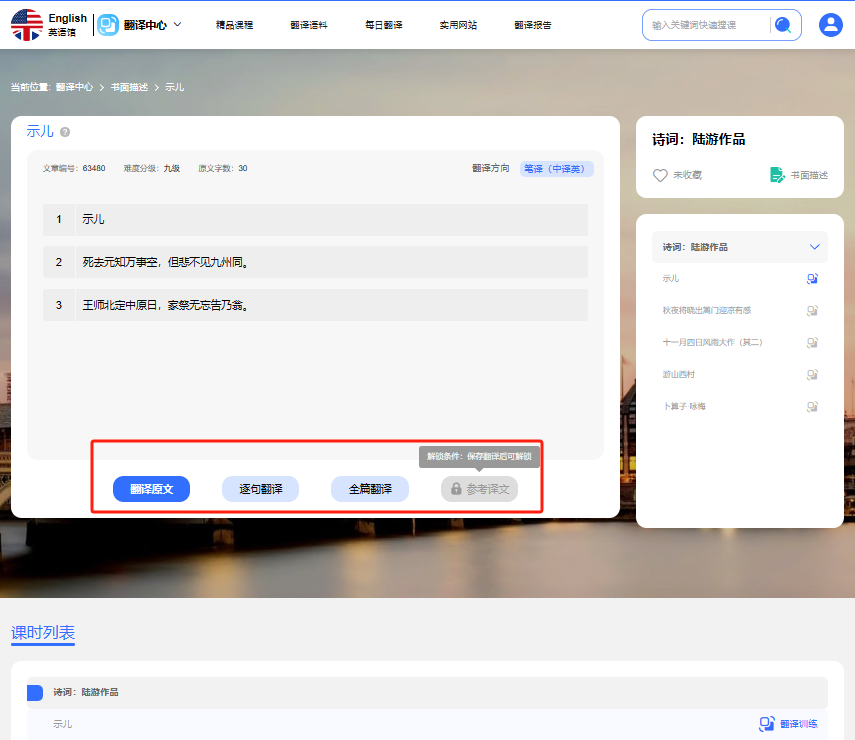 English
英语馆
翻译中心
精品课程
翻译语料
每日翻译
实用网站
翻译报告
输入关键词快速搜课
当前位置：翻译中心 > 书面描述 > 示儿
示儿 ?
文章编号：63480 难度分级：九级 原文字数：30
翻译方向 笔译（中译英）
1 示儿
2 死去元知万事空，但悲不见九州同。
3 王师北定中原日，家祭无忘告乃翁。
解锁条件：保存翻译后可解锁
翻译原文 逐句翻译 全篇翻译 参考译文
诗词：陆游作品
未收藏 书面描述
诗词：陆游作品
示儿
秋夜将晓出篱门迎凉有感
十一月四日风雨大作（其二）
游山西村
卜算子·咏梅
课时列表
诗词：陆游作品
示儿
翻译训练